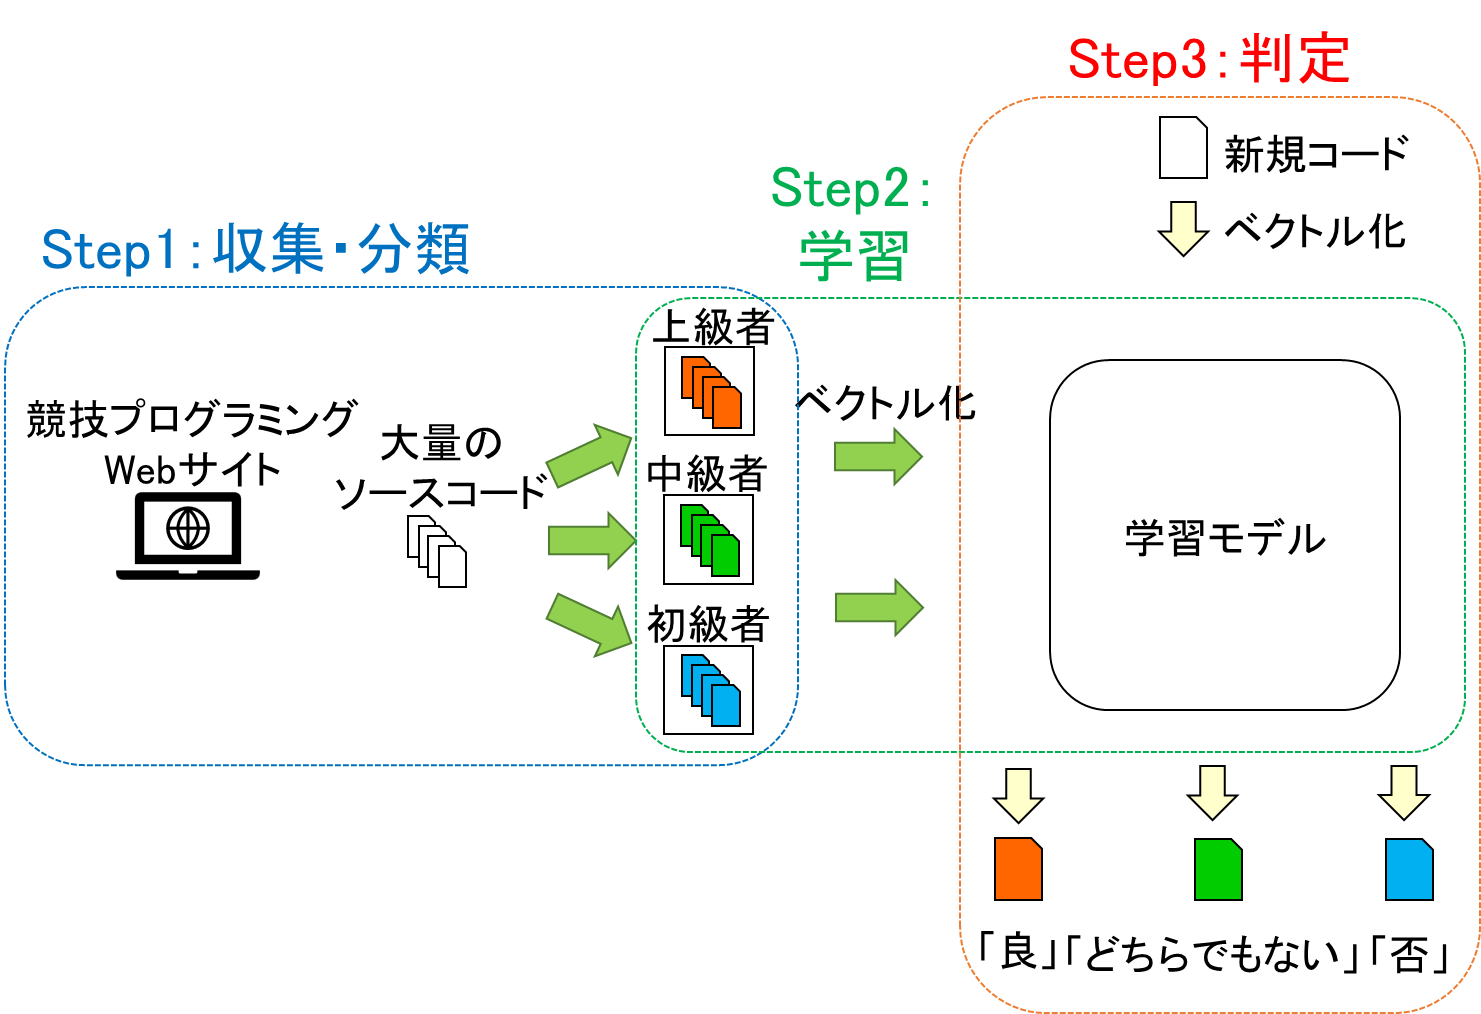 Step1：収集・分類
競技プログラミング
Webサイト
大量の
ソースコード
上級者
中級者
初級者
Step2：
学習
ベクトル化
学習モデル
Step3：判定
新規コード
ベクトル化
「良」「どちらでもない」「否」